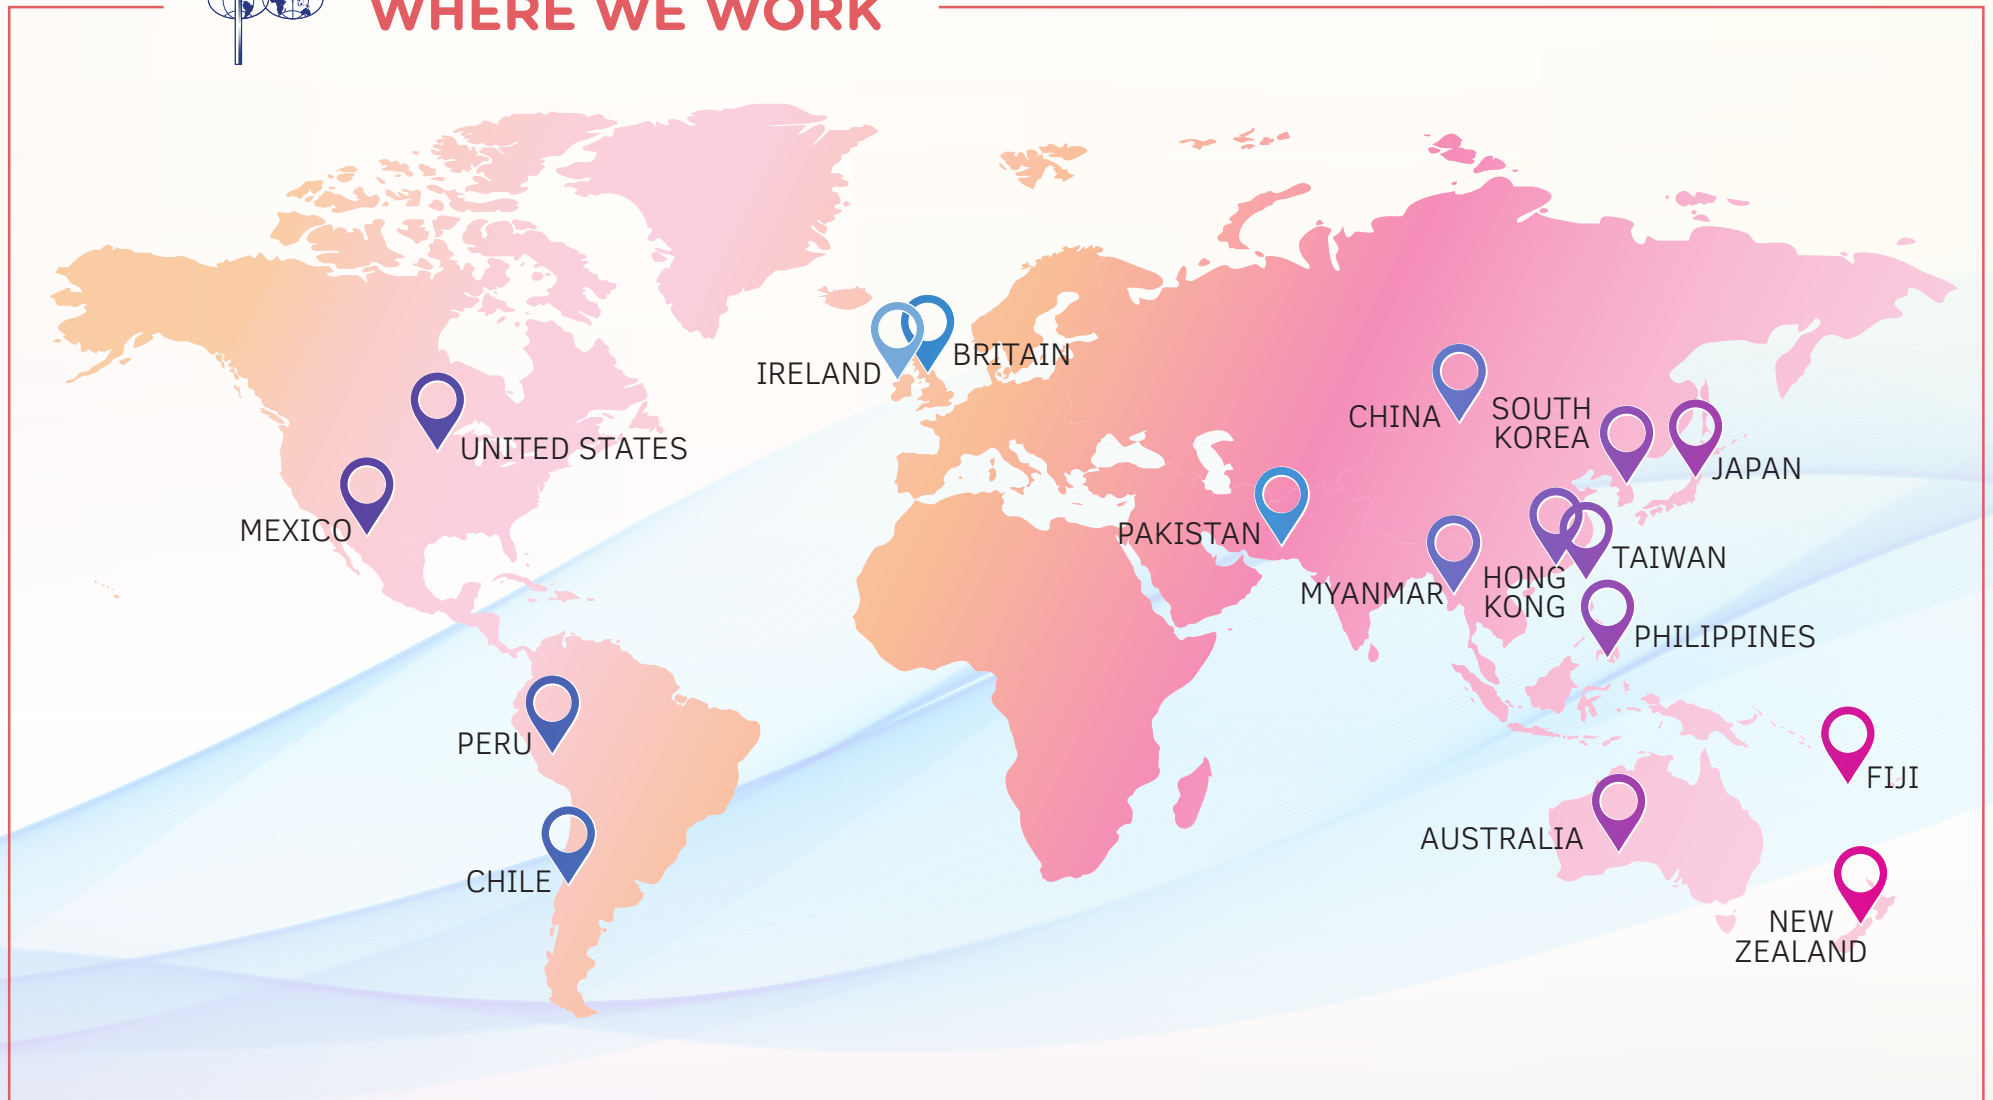 WHERE WE WORK
IRELAND
BRITAIN
CHINA
SOUTH
KOREA
JAPAN
UNITED STATES
MEXICO
PAKISTAN
TAIWAN
MYANMAR
HONG
KONG
PHILIPPINES
PERU
FIJI
AUSTRALIA
CHILE
NEW
ZEALAND